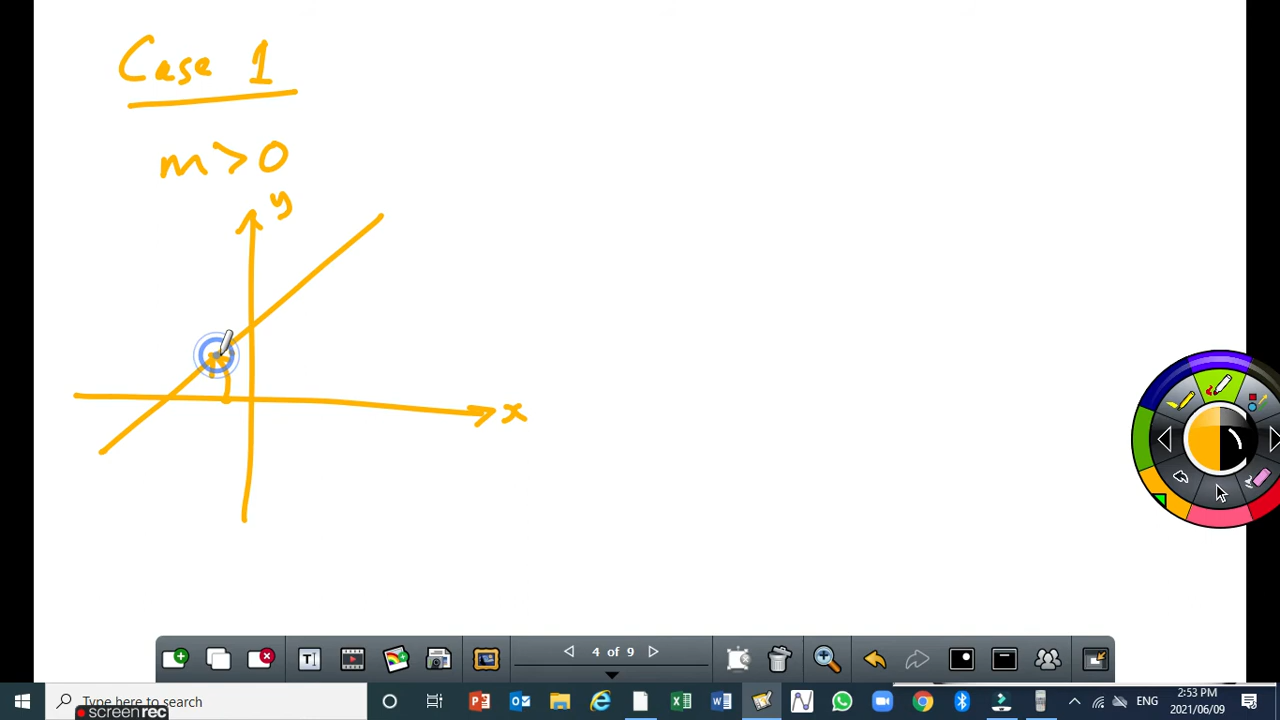 Case 1
m > 0
y
x
4 of 9
Type here to search
screenrec
ENG
2:53 PM
2021/06/09